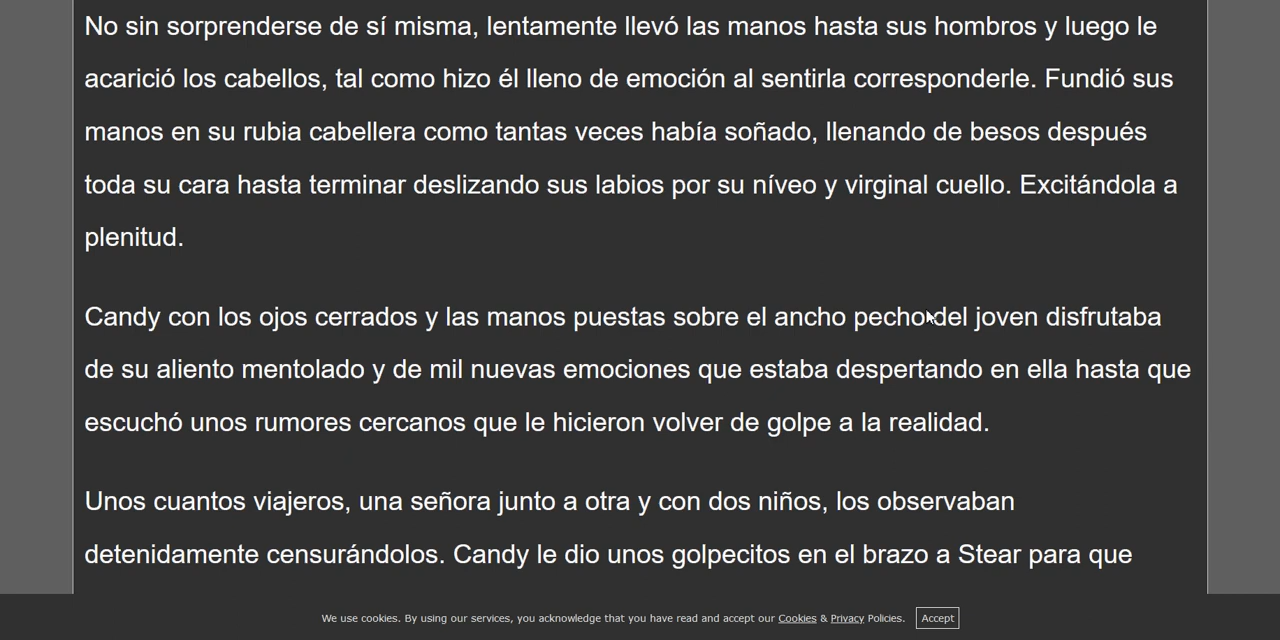 No sin sorprenderse de sí misma, lentamente llevó las manos hasta sus hombros y luego le
acarició los cabellos, tal como hizo él lleno de emoción al sentirla corresponderle. Fundió sus
manos en su rubia cabellera como tantas veces había soñado, llenando de besos después
toda su cara hasta terminar deslizando sus labios por su níveo y virginal cuello. Excitándola a
plenitud.
Candy con los ojos cerrados y las manos puestas sobre el ancho pecho del joven disfrutaba
de su aliento mentolado y de mil nuevas emociones que estaba despertando en ella hasta que
escuchó unos rumores cercanos que le hicieron volver de golpe a la realidad.
Unos cuantos viajeros, una señora junto a otra y con dos niños, los observaban
detenidamente censurándolos. Candy le dio unos golpecitos en el brazo a Stear para que
We use cookies. By using our services, you acknowledge that you have read and accept our Cookies & Privacy Policies. Accept